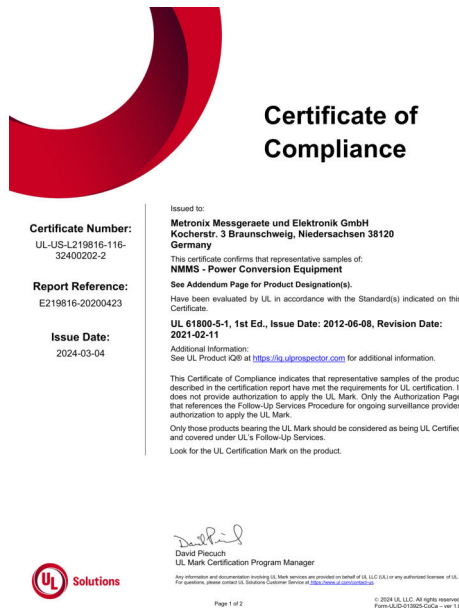 Certificate of
Compliance
Certificate Number:
UL-US-L219816-116-
32400202-2
Report Reference:
E219816-20200423
Issue Date:
2024-03-04
Issued to:
Metronix Messgeraete und Elektronik GmbH
Kocherstr. 3 Braunschweig, Niedersachsen 38120
Germany
This certificate confirms that representative samples of:
NMMS - Power Conversion Equipment
See Addendum Page for Product Designation(s).
Have been evaluated by UL in accordance with the Standard(s) indicated on this
Certificate.
UL 61800-5-1, 1st Ed., Issue Date: 2012-06-08, Revision Date:
2021-02-11
Additional Information:
See UL Product iQ® at https://iq.ulprospector.com for additional information.
This Certificate of Compliance indicates that representative samples of the product
described in the certification report have met the requirements for UL certification. I
does not provide authorization to apply the UL Mark. Only the Authorization Page
that references the Follow-Up Services Procedure for ongoing surveillance provides
authorization to apply the UL Mark.
Only those products bearing the UL Mark should be considered as being UL Certified
and covered under UL's Follow-Up Services.
Look for the UL Certification Mark on the product.
David Piecuch
UL Mark Certification Program Manager
Any information and documentation involving UL Mark services are provided on behalf of UL LLC (UL) or any authorized licensee of UL.
For questions, please contact UL Solutions Customer Service at https://www.ul.com/contact-us.
UL Solutions
Page 1 of 2
© 2024 UL LLC. All rights reserved
Form-ULID-013925-CoCa – ver 1.0